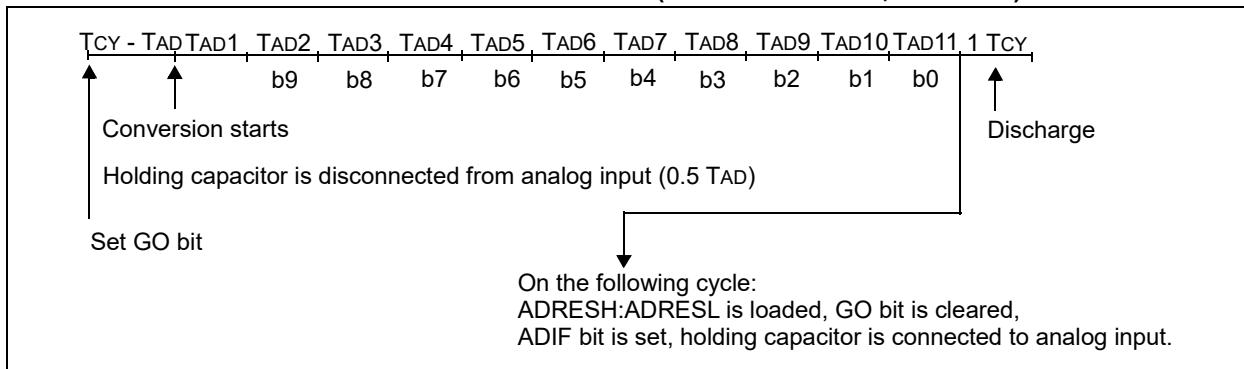 TCY - TAD TAD1 TAD2 TAD3 TAD4 TAD5 TAD6 TAD7 TAD8 TAD9 TAD10 TAD11 1 TCY
b9 b8 b7 b6 b5 b4 b3 b2 b1 b0
Conversion starts
Discharge
Holding capacitor is disconnected from analog input (0.5 TAD)
Set GO bit
On the following cycle:
ADRESH:ADRESL is loaded, GO bit is cleared,
ADIF bit is set, holding capacitor is connected to analog input.